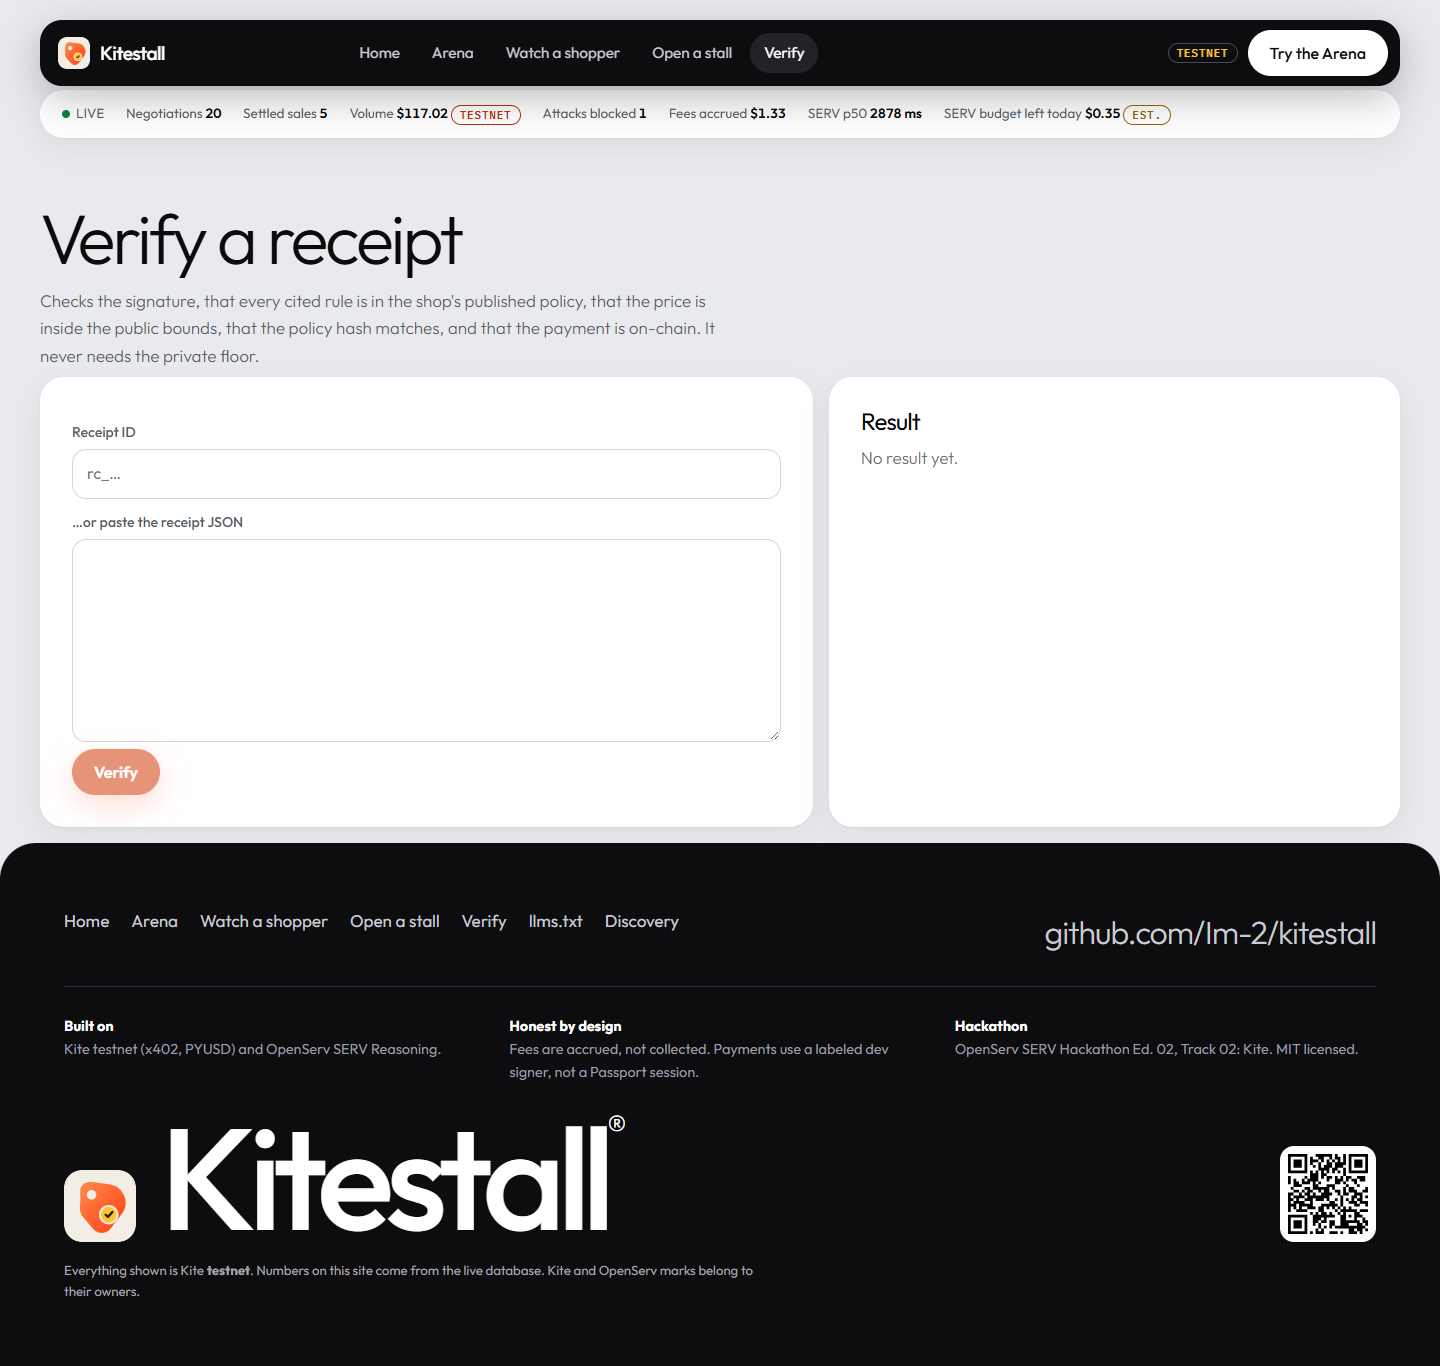 Kitestall
Home Arena Watch a shopper Open a stall Verify
TESTNET Try the Arena
LIVE Negotiations 20 Settled sales 5 Volume $117.02 TESTNET Attacks blocked 1 Fees accrued $1.33 SERV p50 2878 ms SERV budget left today $0.35 EST.
Verify a receipt
Checks the signature, that every cited rule is in the shop's published policy, that the price is
inside the public bounds, that the policy hash matches, and that the payment is on-chain. It
never needs the private floor.
Receipt ID
rc_…
…or paste the receipt JSON
Verify
Result
No result yet.
Home Arena Watch a shopper Open a stall Verify llms.txt Discovery
github.com/lm-2/kitestall
Built on
Kite testnet (x402, PYUSD) and OpenServ SERV Reasoning.
Honest by design
Fees are accrued, not collected. Payments use a labeled dev
signer, not a Passport session.
Hackathon
OpenServ SERV Hackathon Ed. 02, Track 02: Kite. MIT licensed.
Kitestall®
Everything shown is Kite testnet. Numbers on this site come from the live database. Kite and OpenServ marks belong to
their owners.